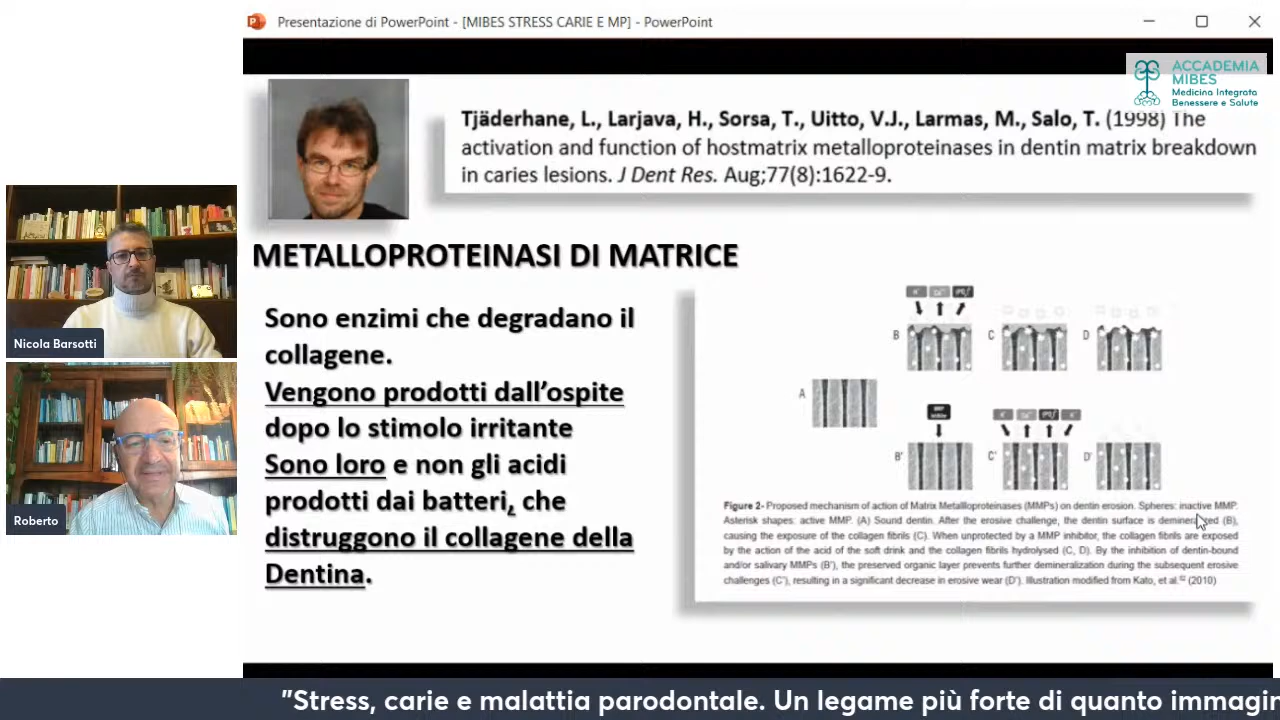 Presentazione di PowerPoint - [MIBES STRESS CARIE E MP] - PowerPoint
ACCADEMIA
MIBES
Medicina Integrata
Benessere e Salute
Tjäderhane, L., Larjava, H., Sorsa, T., Uitto, V.J., Larmas, M., Salo, T. (1998) The
activation and function of hostmatrix metalloproteinases in dentin matrix breakdown
in caries lesions. J Dent Res. Aug;77(8):1622-9.
METALLOPROTEINASI DI MATRICE
Sono enzimi che degradano il
collagene.
Vengono prodotti dall’ospite
dopo lo stimolo irritante
Sono loro e non gli acidi
prodotti dai batteri, che
distruggono il collagene della
Dentina.
B
C
D
A
B'
C'
D'
Figure 2- Proposed mechanism of action of Matrix Metallloproteinases (MMPs) on dentin erosion. Spheres: inactive MMP.
Asterisk shapes: active MMP. (A) Sound dentin. After the erosive challenge, the dentin surface is demineralized (B),
causing the exposure of the collagen fibrils (C). When unprotected by a MMP inhibitor, the collagen fibrils are exposed
by the action of the acid of the soft drink and the collagen fibrils hydrolysed (C, D). By the inhibition of dentin-bound
and/or salivary MMPs (B'), the preserved organic layer prevents further demineralization during the subsequent erosive
challenges (C'), resulting in a significant decrease in erosive wear (D'). Illustration modified from Kato, et al. (2010)
Nicola Barsotti
Roberto
"Stress, carie e malattia parodontale. Un legame più forte di quanto immagin